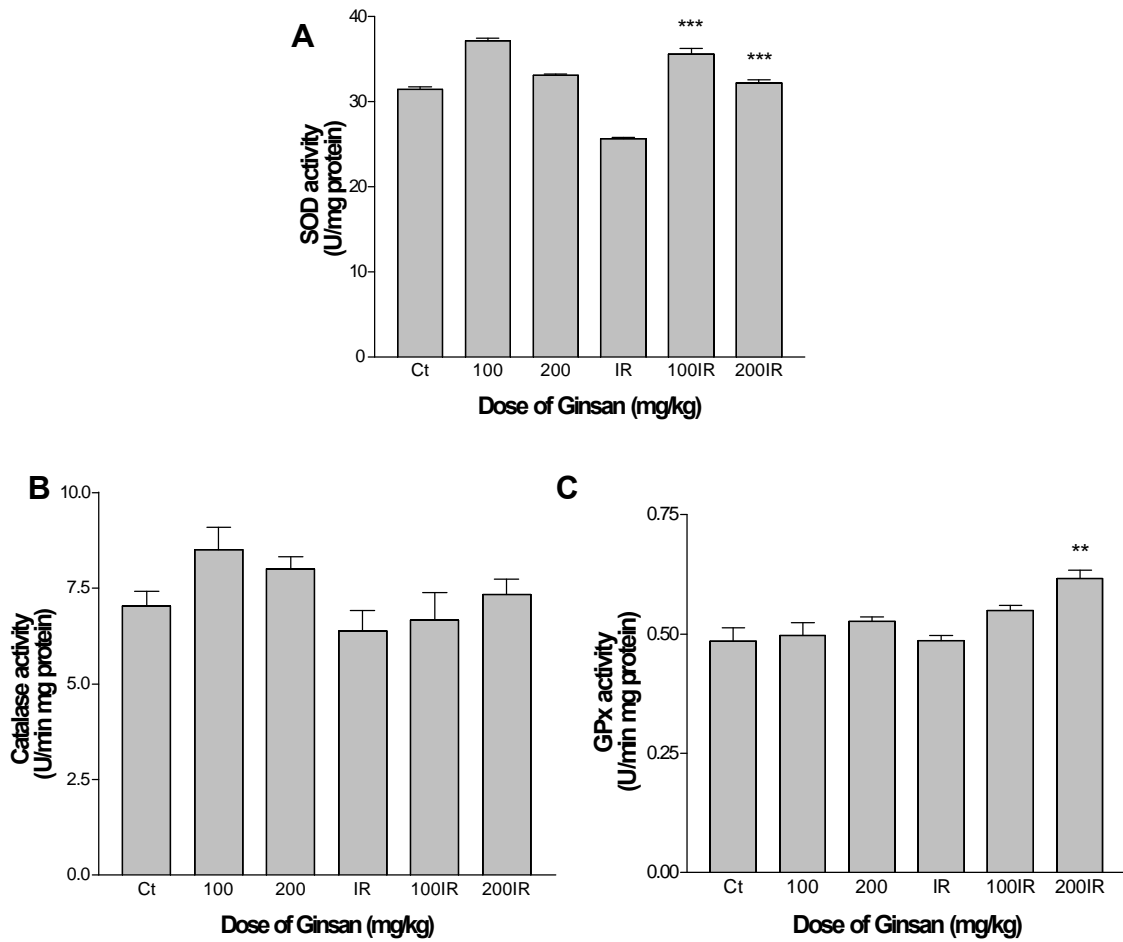 A
SOD activity
(U/mg protein)
40
30
20
10
0
***
***
Ct 100 200 IR 100IR 200IR
Dose of Ginsan (mg/kg)
B
Catalase activity
(U/min mg protein)
10.0
7.5
5.0
2.5
0.0
Ct 100 200 IR 100IR 200IR
Dose of Ginsan (mg/kg)
C
GPx activity
(U/min mg protein)
0.75
0.50
0.25
0.00
**
Ct 100 200 IR 100IR 200IR
Dose of Ginsan (mg/kg)